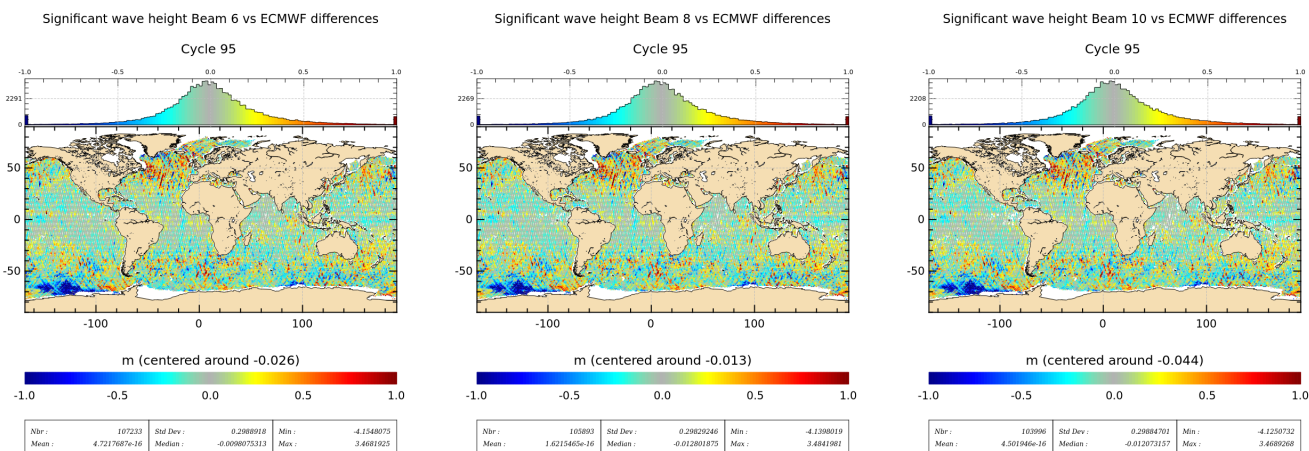 Significant wave height Beam 6 vs ECMWF differences
Cycle 95
-1.0 -0.5 0.0 0.5 1.0
2291
50
0
-50
-100 0 100
m (centered around -0.026)
-1.0 -0.5 0.0 0.5 1.0
Nbr : 107233 Std Dev : 0.2988918 Min : -4.1548075
Mean : 4.7217687e-16 Median : -0.0098075313 Max : 3.4681925
Significant wave height Beam 8 vs ECMWF differences
Cycle 95
-1.0 -0.5 0.0 0.5 1.0
2269
50
0
-50
-100 0 100
m (centered around -0.013)
-1.0 -0.5 0.0 0.5 1.0
Nbr : 105893 Std Dev : 0.29829246 Min : -4.1398019
Mean : 1.6215465e-16 Median : -0.012801875 Max : 3.4841981
Significant wave height Beam 10 vs ECMWF differences
Cycle 95
-1.0 -0.5 0.0 0.5 1.0
2208
50
0
-50
-100 0 100
m (centered around -0.044)
-1.0 -0.5 0.0 0.5 1.0
Nbr : 103996 Std Dev : 0.29884701 Min : -4.1250732
Mean : 4.501946e-16 Median : -0.012073157 Max : 3.4689268